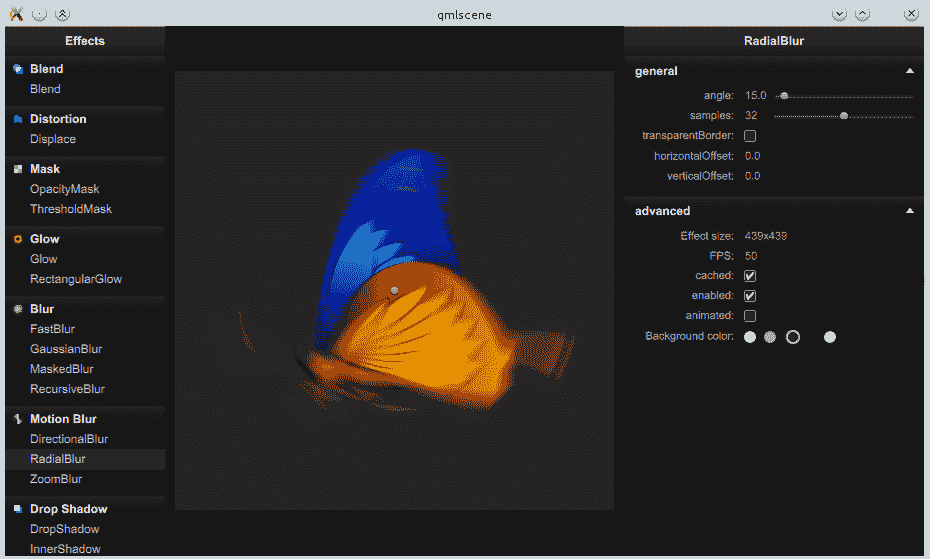 qmlscene
Effects
Blend
Blend
Distortion
Displace
Mask
OpacityMask
ThresholdMask
Glow
Glow
RectangularGlow
Blur
FastBlur
GaussianBlur
MaskedBlur
RecursiveBlur
Motion Blur
DirectionalBlur
RadialBlur
ZoomBlur
Drop Shadow
DropShadow
InnerShadow
RadialBlur
general
angle: 15.0
samples: 32
transparentBorder:
horizontalOffset: 0.0
verticalOffset: 0.0
advanced
Effect size: 439x439
FPS: 50
cached:
enabled:
animated:
Background color: